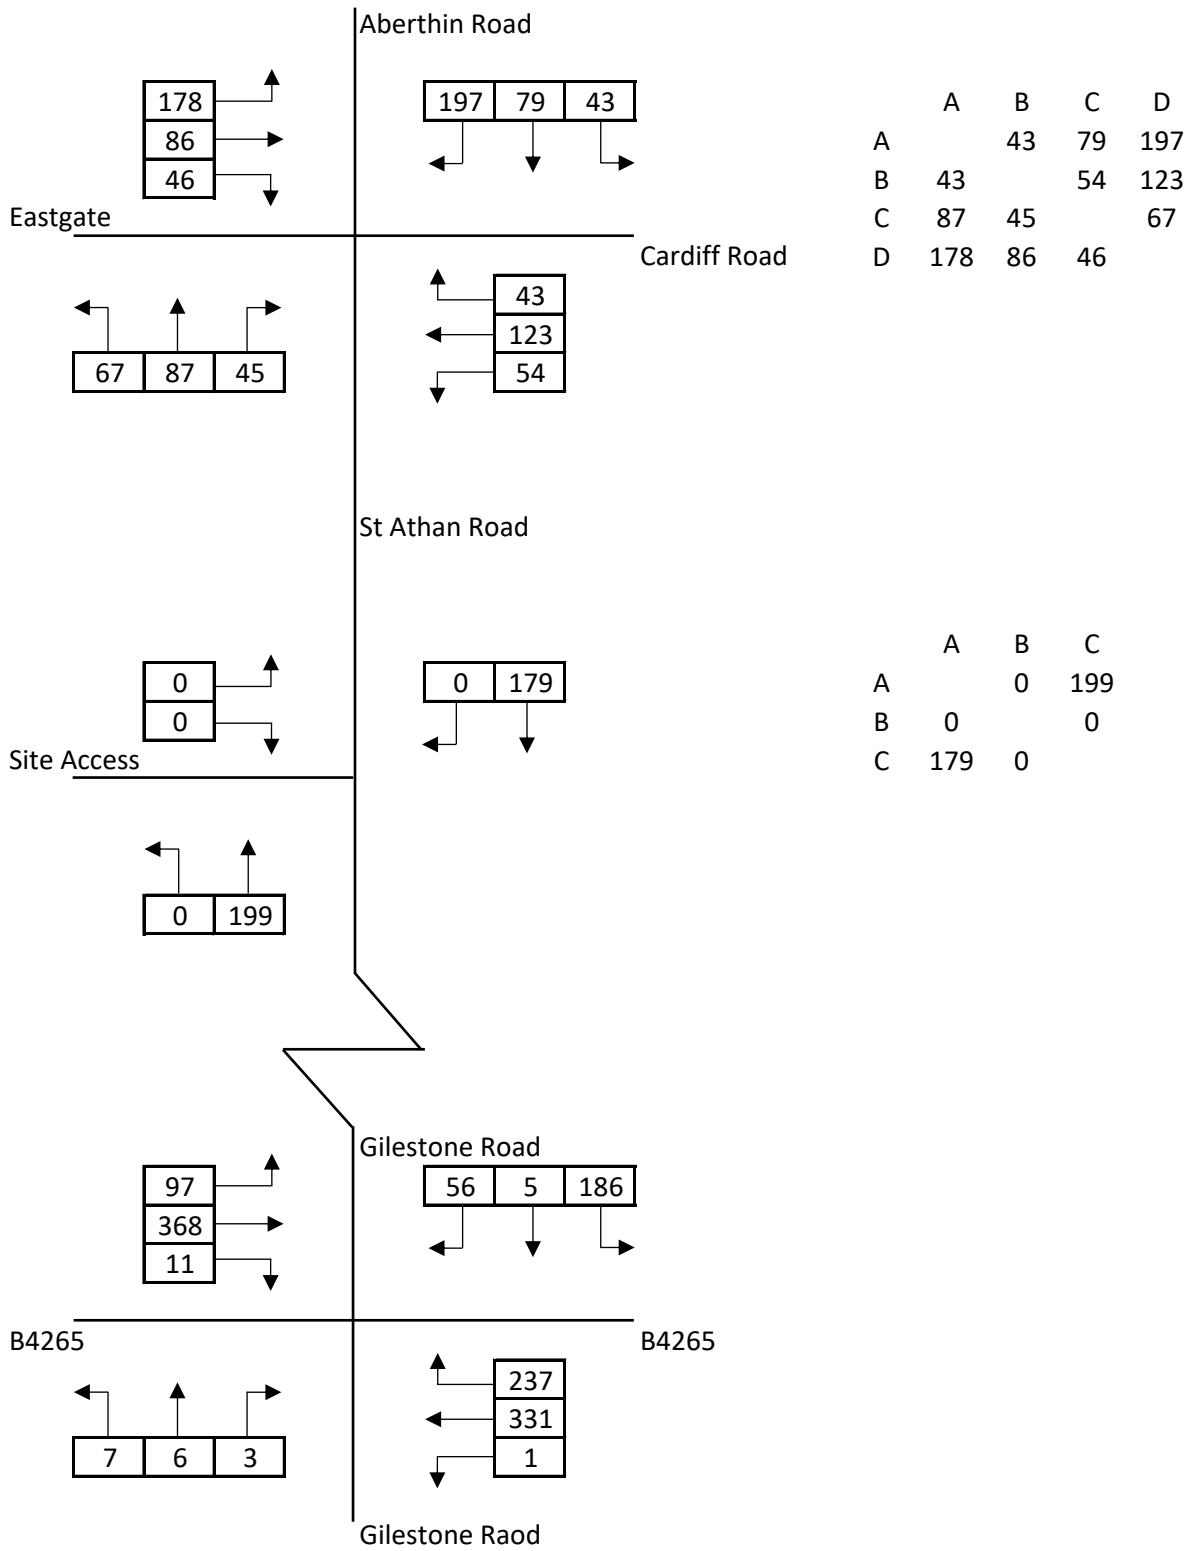 Aberthin Road
178
86
46
197 79 43
Eastgate
Cardiff Road
67 87 45
43
123
54
A B C D
A 43 79 197
B 43 54 123
C 87 45 67
D 178 86 46
St Athan Road
0
0
0 179
Site Access
0 199
A B C
A 0 199
B 0 0
C 179 0
Gilestone Road
97
368
11
56 5 186
B4265
B4265
7 6 3
237
331
1
Gilestone Raod